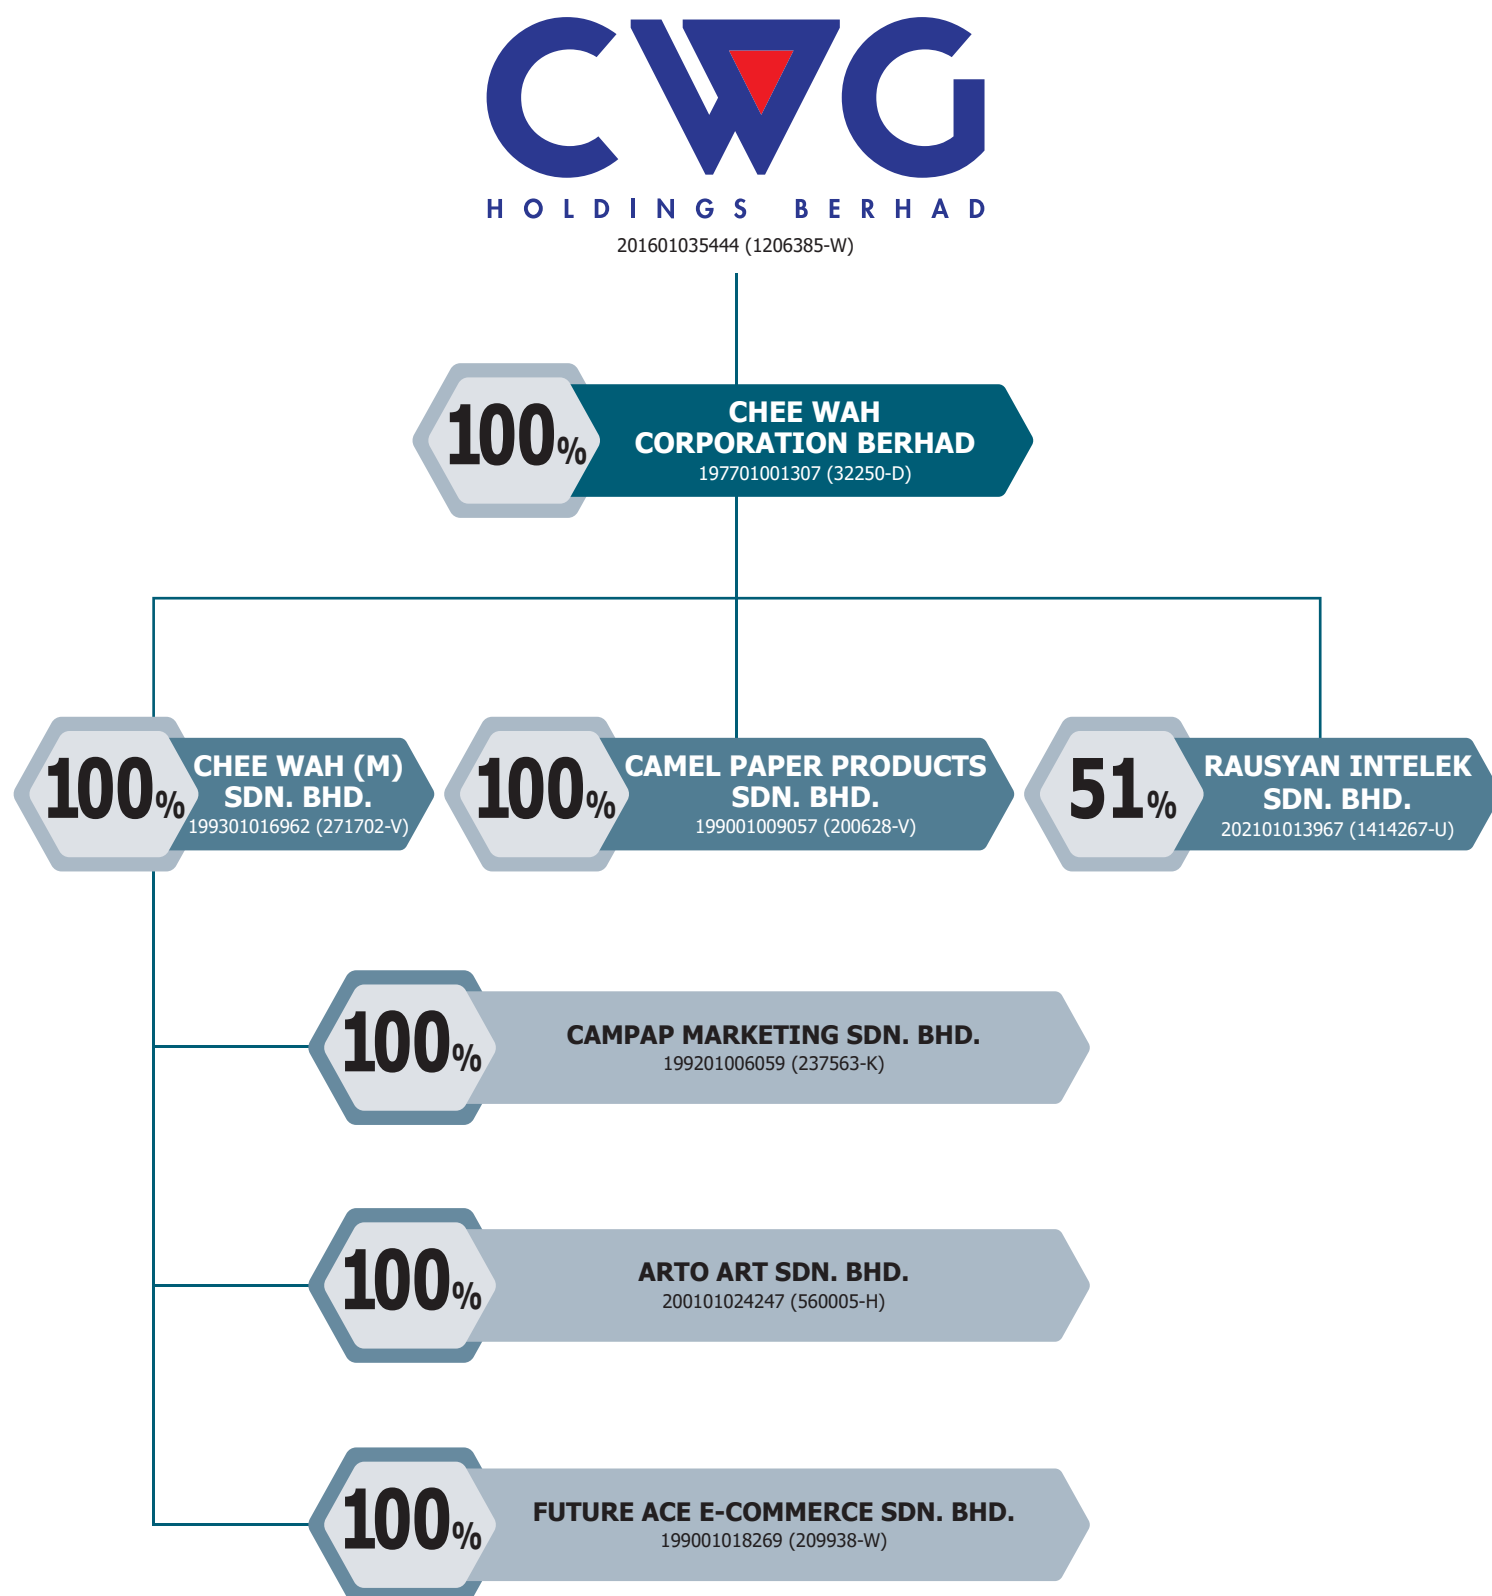 CWG
HOLDINGS BERHAD
201601035444 (1206385-W)
100%
CHEE WAH
CORPORATION BERHAD
197701001307 (32250-D)
100%
CHEE WAH (M)
SDN. BHD.
199301016962 (271702-V)
100%
CAMEL PAPER PRODUCTS
SDN. BHD.
199001009057 (200628-V)
51%
RAUSYAN INTELEK
SDN. BHD.
202101013967 (1414267-U)
100%
CAMPAP MARKETING SDN. BHD.
199201006059 (237563-K)
100%
ARTO ART SDN. BHD.
200101024247 (560005-H)
100%
FUTURE ACE E-COMMERCE SDN. BHD.
199001018269 (209938-W)